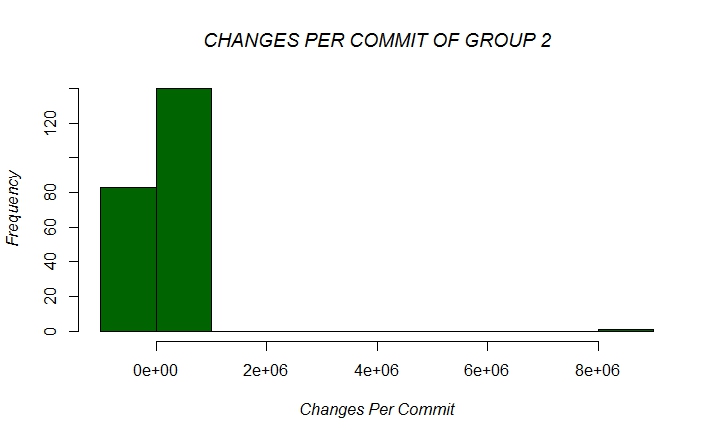 CHANGES PER COMMIT OF GROUP 2
120
80
60
40
20
0
Frequency
0e+00 2e+06 4e+06 6e+06 8e+06
Changes Per Commit